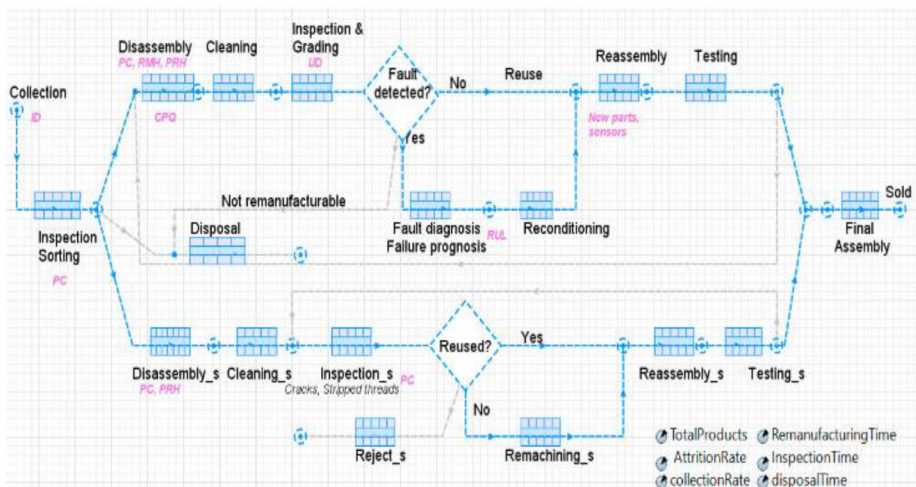 Inspection &
Grading
UD
Disassembly
PC, RMH, PRH
CPQ
Cleaning
Fault
detected?
No
Reuse
Reassembly
Testing
Collection
ID
New parts,
sensors
Yes
Not remanufacturable
Inspection
Sorting
PC
Disposal
Fault diagnosis
Failure prognosis
RUL
Reconditioning
Sold
Final
Assembly
Disassembly_s
PC, PRH
Cleaning_s
Inspection_s
Cracks, Stripped threads
PC
Reused?
Yes
No
Reassembly_s
Testing_s
Reject_s
Remachining_s
TotalProducts
RemanufacturingTime
AttritionRate
InspectionTime
collectionRate
disposalTime